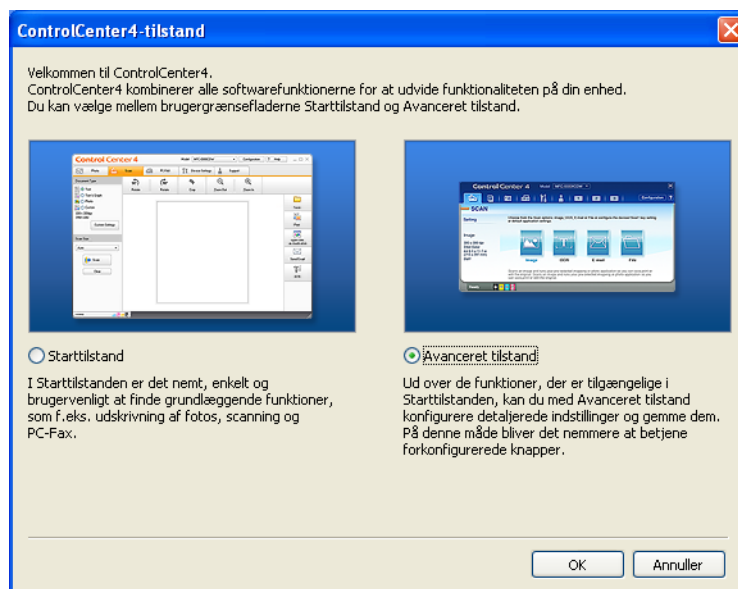 ControlCenter4-tilstand
Velkommen til ControlCenter4.
ControlCenter4 kombinerer alle softwarefunktionerne for at udvide funktionaliteten på din enhed.
Du kan vælge mellem brugergrænsefladerne Starttilstand og Avanceret tilstand.
Control Center 4
Control Center 4
SCAN
Image
OCR
E-mail
File
Starttilstand
I Starttilstanden er det nemt, enkelt og
brugervenligt at finde grundlæggende funktioner,
som f.eks. udskrivning af fotos, scanning og
PC-Fax.
Avanceret tilstand
Ud over de funktioner, der er tilgængelige i
Starttilstanden, kan du med Avanceret tilstand
konfigurere detaljerede indstillinger og gemme dem.
På denne måde bliver det nemmere at betjene
forkonfigurerede knapper.
OK
Annuller